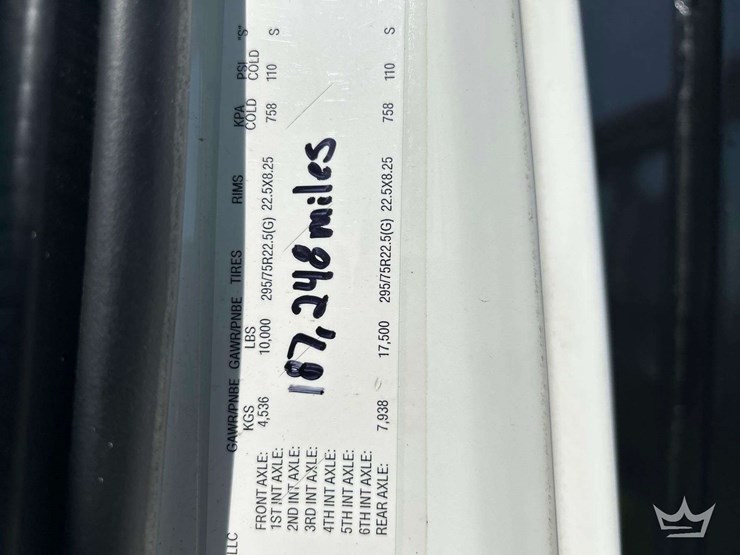 LLC
GAWR/PNBE GAWR/PNBE TIRES RIMS KPA PSI "S"
KGS LBS COLD COLD
FRONT AXLE: 4,536 10,000 295/75R22.5(G) 22.5X8.25 758 110 S
1ST INT AXLE:
2ND INT AXLE:
3RD INT AXLE:
4TH INT AXLE:
5TH INT AXLE:
6TH INT AXLE:
REAR AXLE: 7,938 17,500 295/75R22.5(G) 22.5X8.25 758 110 S
187,248 miles